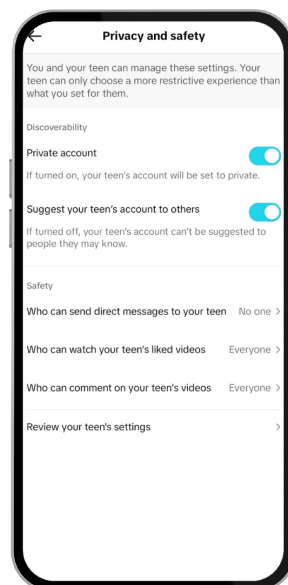 Privacy and safety
You and your teen can manage these settings. Your
teen can only choose a more restrictive experience than
what you set for them.
Discoverability
Private account
If turned on, your teen's account will be set to private.
Suggest your teen's account to others
If turned off, your teen's account can't be suggested to
people they may know.
Safety
Who can send direct messages to your teen No one >
Who can watch your teen's liked videos Everyone >
Who can comment on your teen's videos Everyone >
Review your teen's settings >